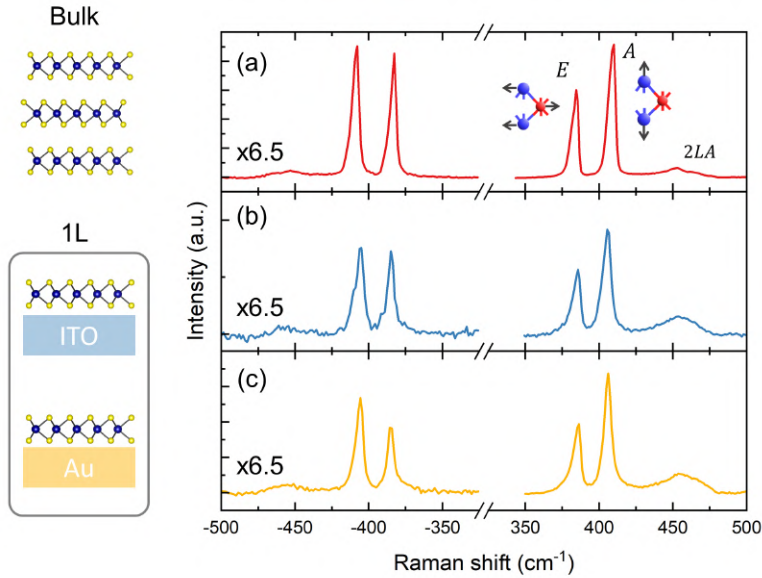 Bulk
1L
ITO
Au
Intensity (a.u.)
(a)
x6.5
E
A
2LA
(b)
x6.5
(c)
x6.5
-500 -450 -400 -350 350 400 450 500
Raman shift (cm⁻¹)